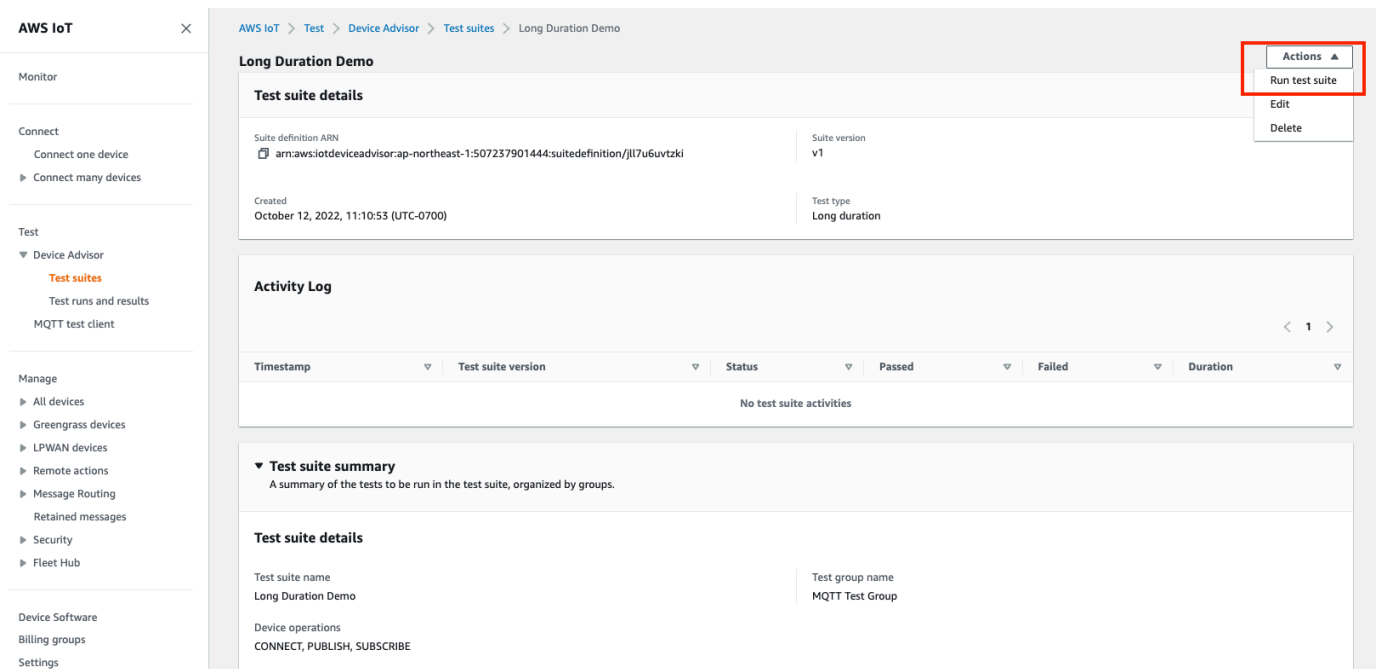 AWS IoT
Monitor
Connect
Connect one device
Connect many devices
Test
Device Advisor
Test suites
Test runs and results
MQTT test client
Manage
All devices
Greengrass devices
LPWAN devices
Remote actions
Message Routing
Retained messages
Security
Fleet Hub
Device Software
Billing groups
Settings
AWS IoT > Test > Device Advisor > Test suites > Long Duration Demo
Long Duration Demo
Actions
Run test suite
Edit
Delete
Test suite details
Suite definition ARN
arn:aws:iotdeviceadvisor:ap-northeast-1:507237901444:suitedefinition/jll7u6uvtzki
Suite version
v1
Created
October 12, 2022, 11:10:53 (UTC-0700)
Test type
Long duration
Activity Log
1
Timestamp Test suite version Status Passed Failed Duration
No test suite activities
Test suite summary
A summary of the tests to be run in the test suite, organized by groups.
Test suite details
Test suite name
Long Duration Demo
Test group name
MQTT Test Group
Device operations
CONNECT, PUBLISH, SUBSCRIBE